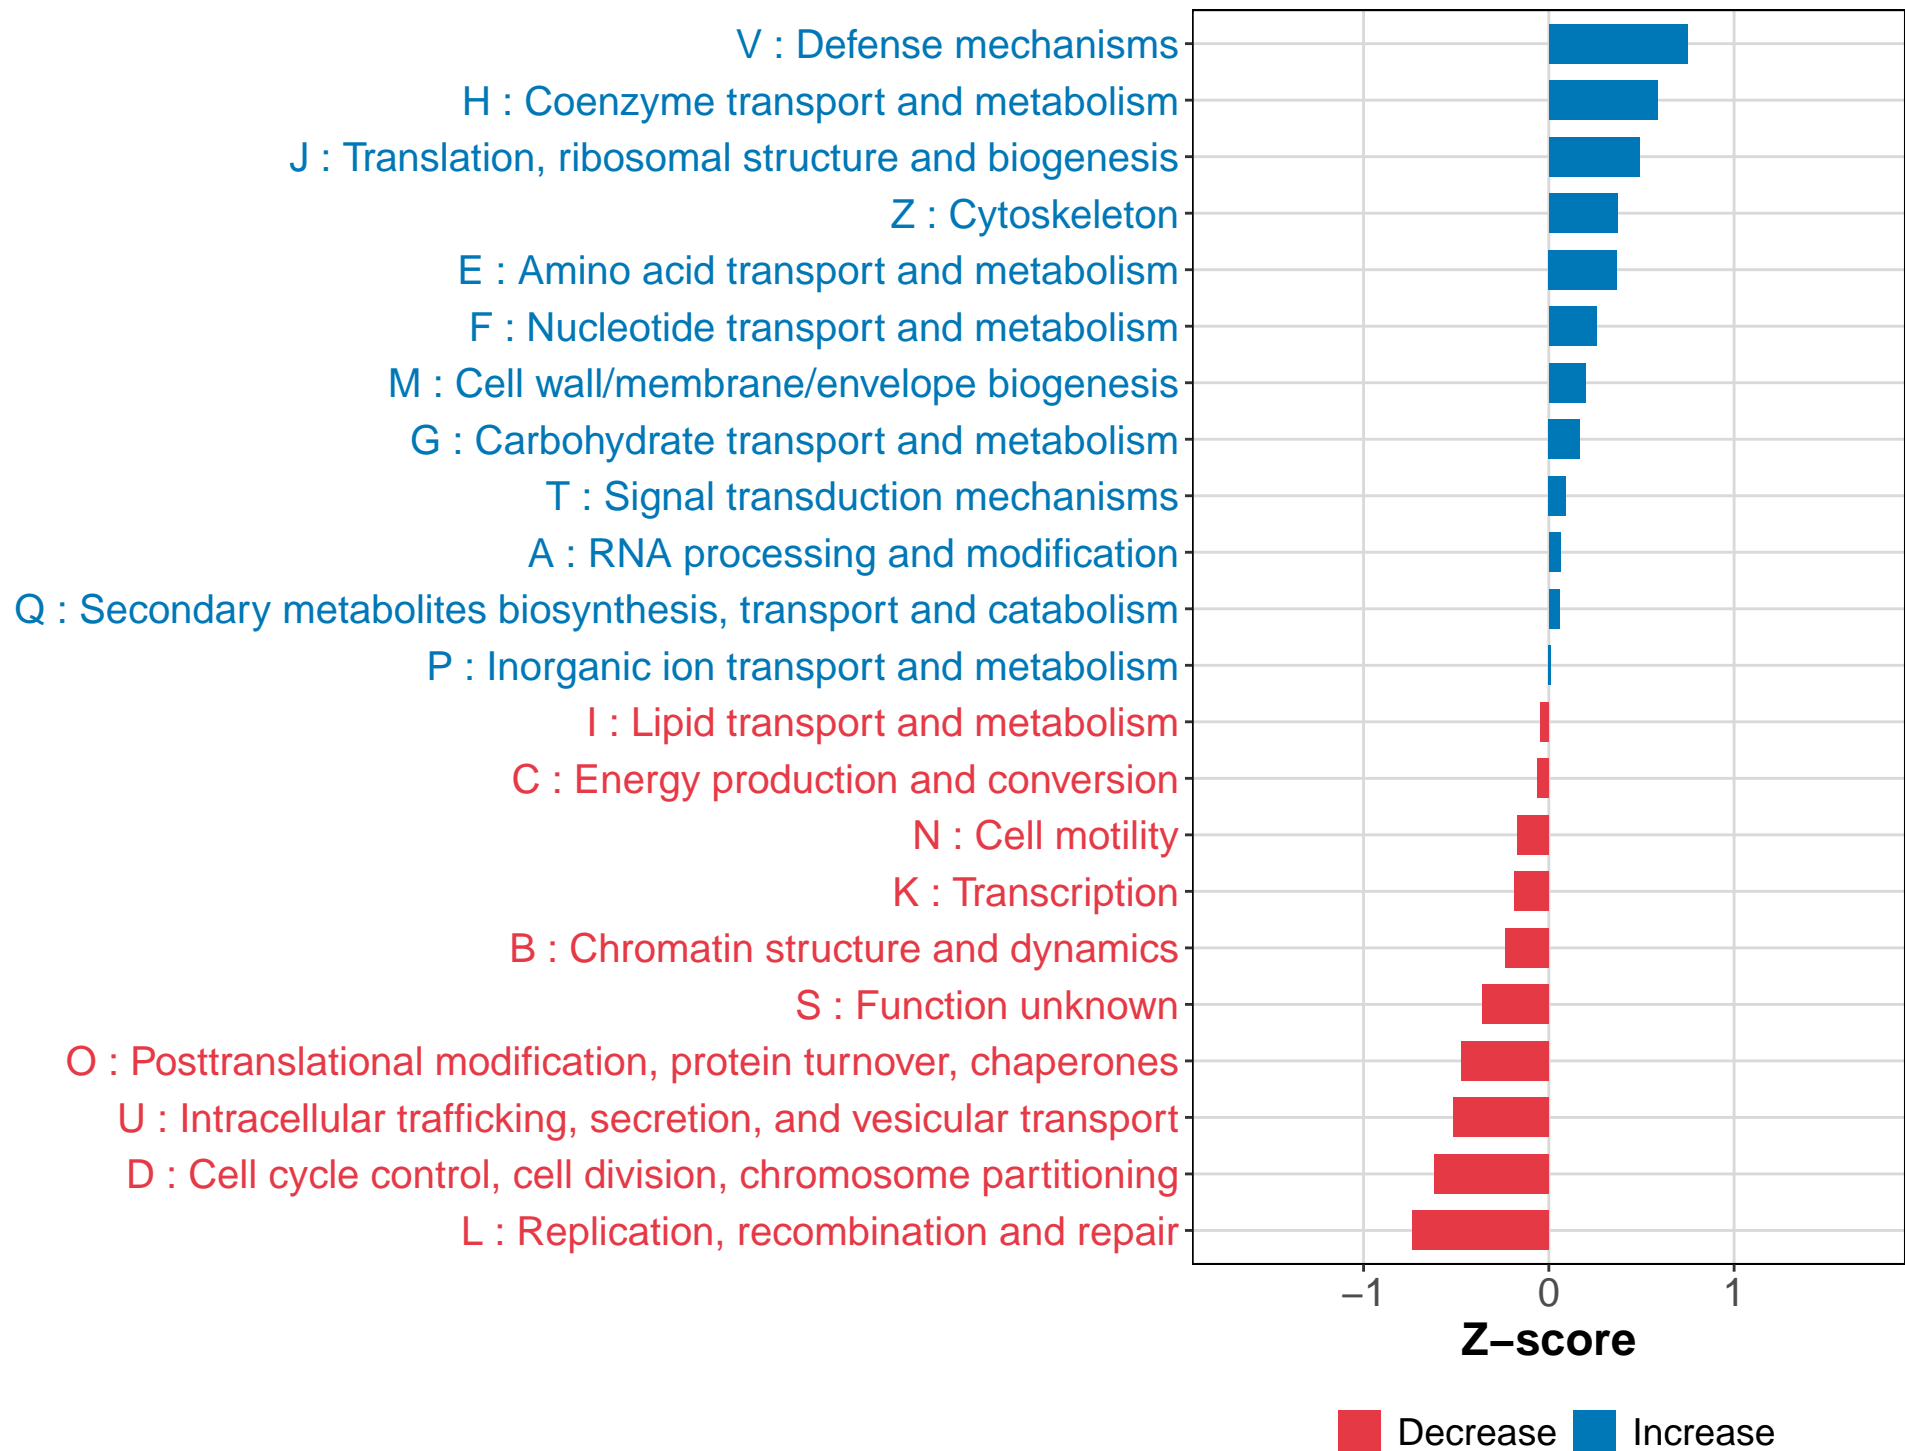 V : Defense mechanisms
H : Coenzyme transport and metabolism
J : Translation, ribosomal structure and biogenesis
Z : Cytoskeleton
E : Amino acid transport and metabolism
F : Nucleotide transport and metabolism
M : Cell wall/membrane/envelope biogenesis
G : Carbohydrate transport and metabolism
T : Signal transduction mechanisms
A : RNA processing and modification
Q : Secondary metabolites biosynthesis, transport and catabolism
P : Inorganic ion transport and metabolism
I : Lipid transport and metabolism
C : Energy production and conversion
N : Cell motility
K : Transcription
B : Chromatin structure and dynamics
S : Function unknown
O : Posttranslational modification, protein turnover, chaperones
U : Intracellular trafficking, secretion, and vesicular transport
D : Cell cycle control, cell division, chromosome partitioning
L : Replication, recombination and repair
−1 0 1
Z−score
Decrease Increase